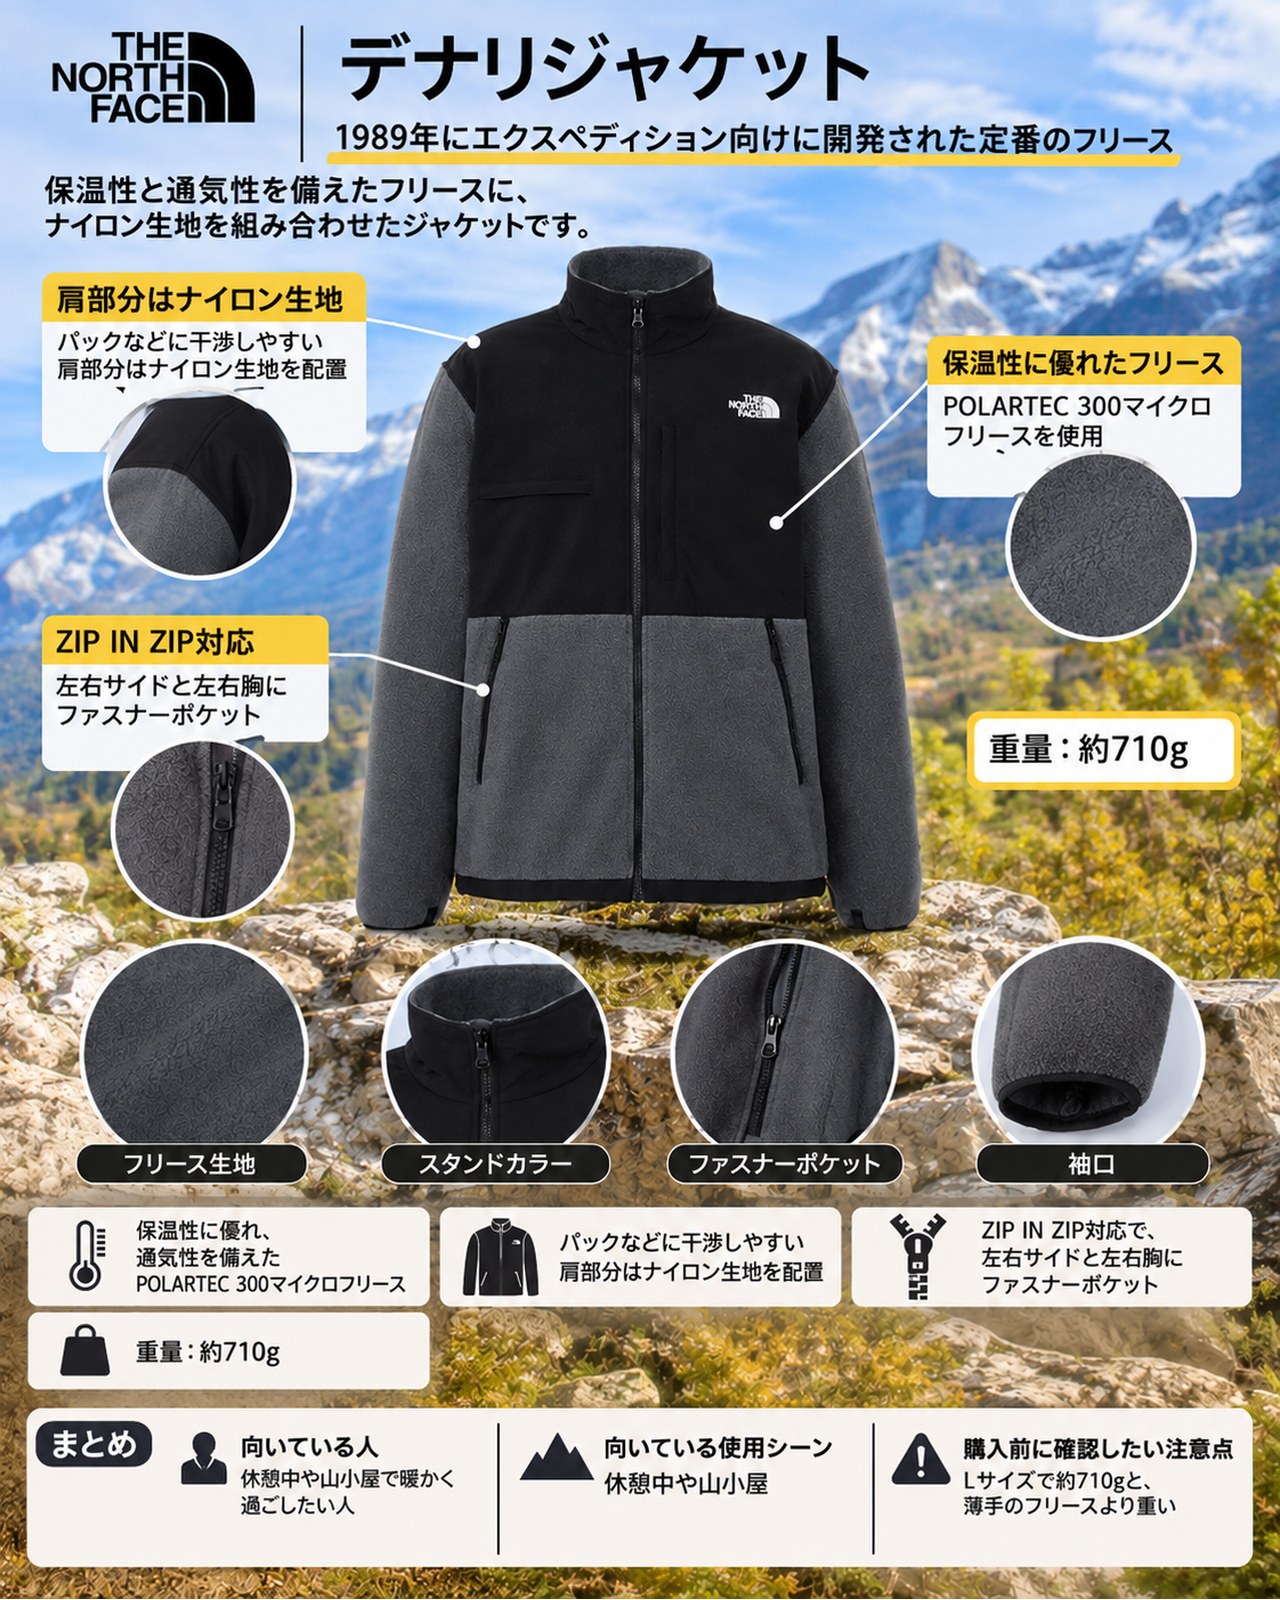 THE
NORTH
FACE
デナリジャケット
1989年にエクスペディション向けに開発された定番のフリース
保温性と通気性を備えたフリースに、
ナイロン生地を組み合わせたジャケットです。
肩部分はナイロン生地
パックなどに干渉しやすい
肩部分はナイロン生地を配置
THE
NORTH
FACE
保温性に優れたフリース
POLARTEC 300マイクロ
フリースを使用
ZIP IN ZIP対応
左右サイドと左右胸に
ファスナーポケット
重量：約710g
フリース生地
スタンドカラー
ファスナーポケット
袖口
保温性に優れ、
通気性を備えた
POLARTEC 300マイクロフリース
パックなどに干渉しやすい
肩部分はナイロン生地を配置
ZIP IN ZIP対応で、
左右サイドと左右胸に
ファスナーポケット
重量：約710g
まとめ
向いている人
休憩中や山小屋で暖かく
過ごしたい人
向いている使用シーン
休憩中や山小屋
購入前に確認したい注意点
Lサイズで約710gと、
薄手のフリースより重い